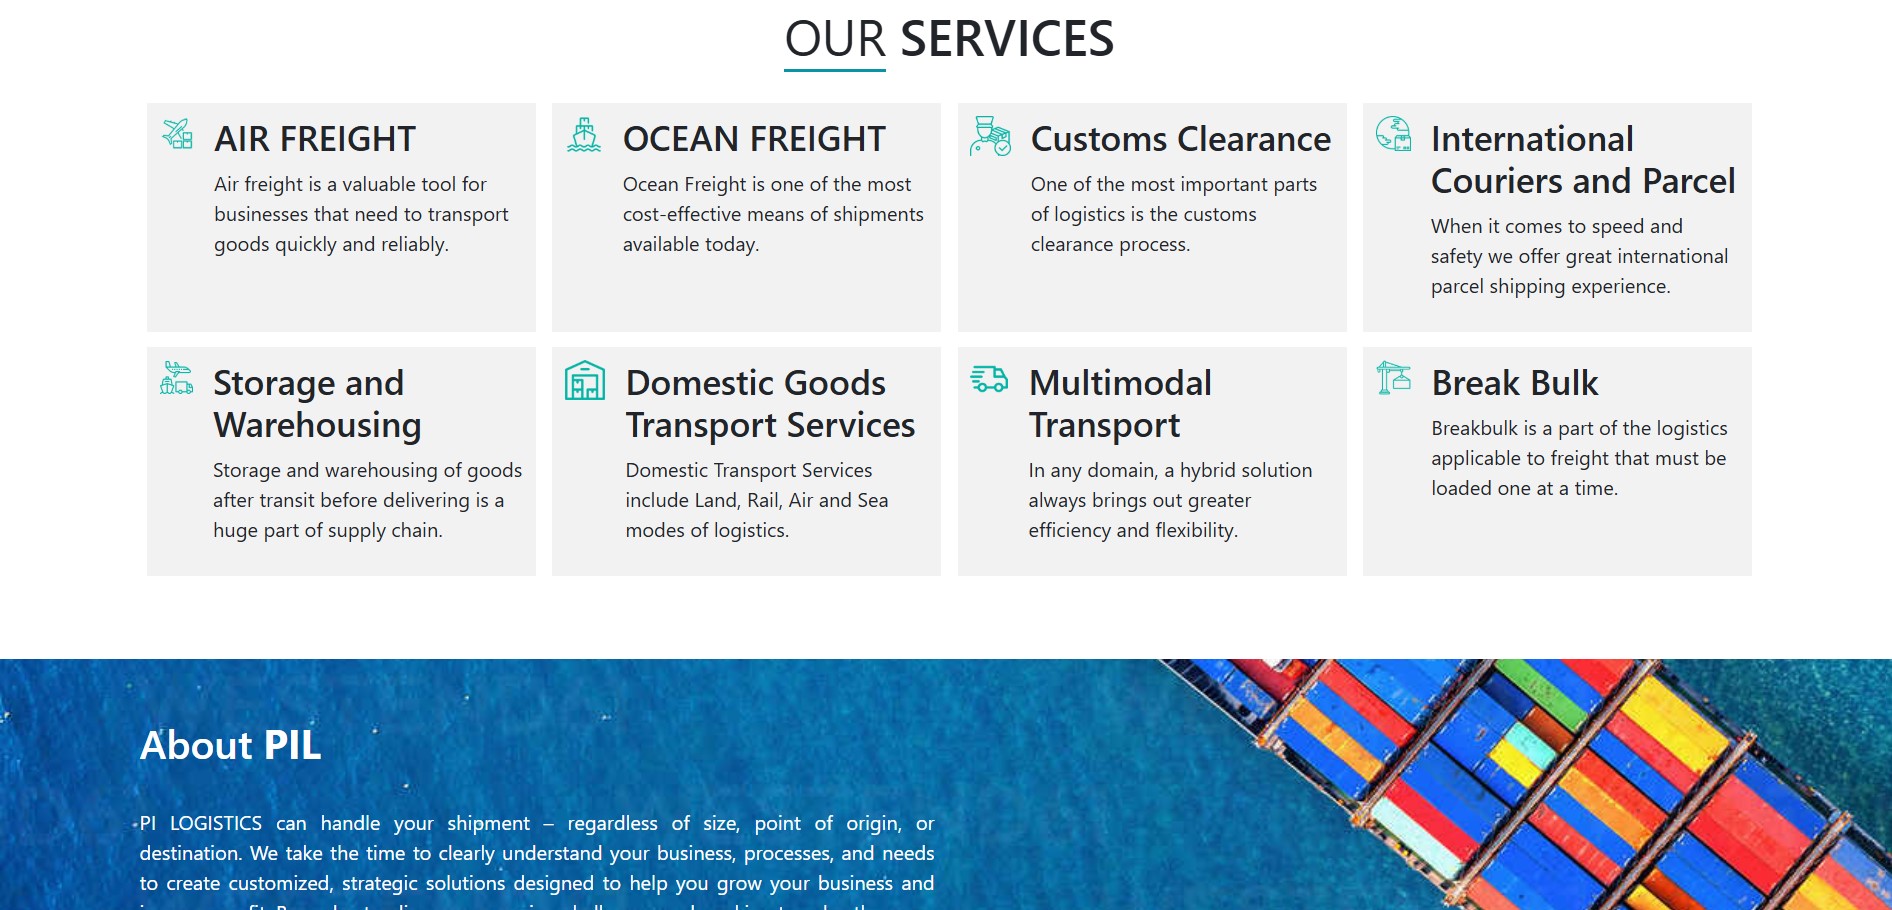 OUR SERVICES
AIR FREIGHT
Air freight is a valuable tool for
businesses that need to transport
goods quickly and reliably.
OCEAN FREIGHT
Ocean Freight is one of the most
cost-effective means of shipments
available today.
Customs Clearance
One of the most important parts
of logistics is the customs
clearance process.
International
Couriers and Parcel
When it comes to speed and
safety we offer great international
parcel shipping experience.
Storage and
Warehousing
Storage and warehousing of goods
after transit before delivering is a
huge part of supply chain.
Domestic Goods
Transport Services
Domestic Transport Services
include Land, Rail, Air and Sea
modes of logistics.
Multimodal
Transport
In any domain, a hybrid solution
always brings out greater
efficiency and flexibility.
Break Bulk
Breakbulk is a part of the logistics
applicable to freight that must be
loaded one at a time.
About PIL
PI LOGISTICS can handle your shipment – regardless of size, point of origin, or
destination. We take the time to clearly understand your business, processes, and needs
to create customized, strategic solutions designed to help you grow your business and